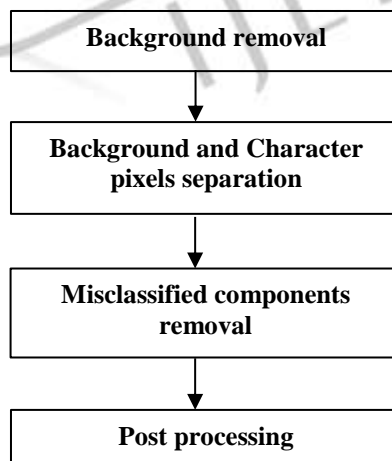 Background removal
Background and Character
pixels separation
Misclassified components
removal
Post processing